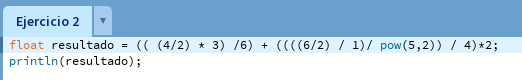 Ejercicio 2 ▼
float resultado = (( (4/2) * 3) /6) + ((((6/2) / 1)/ pow(5,2)) / 4)*2;
println(resultado);